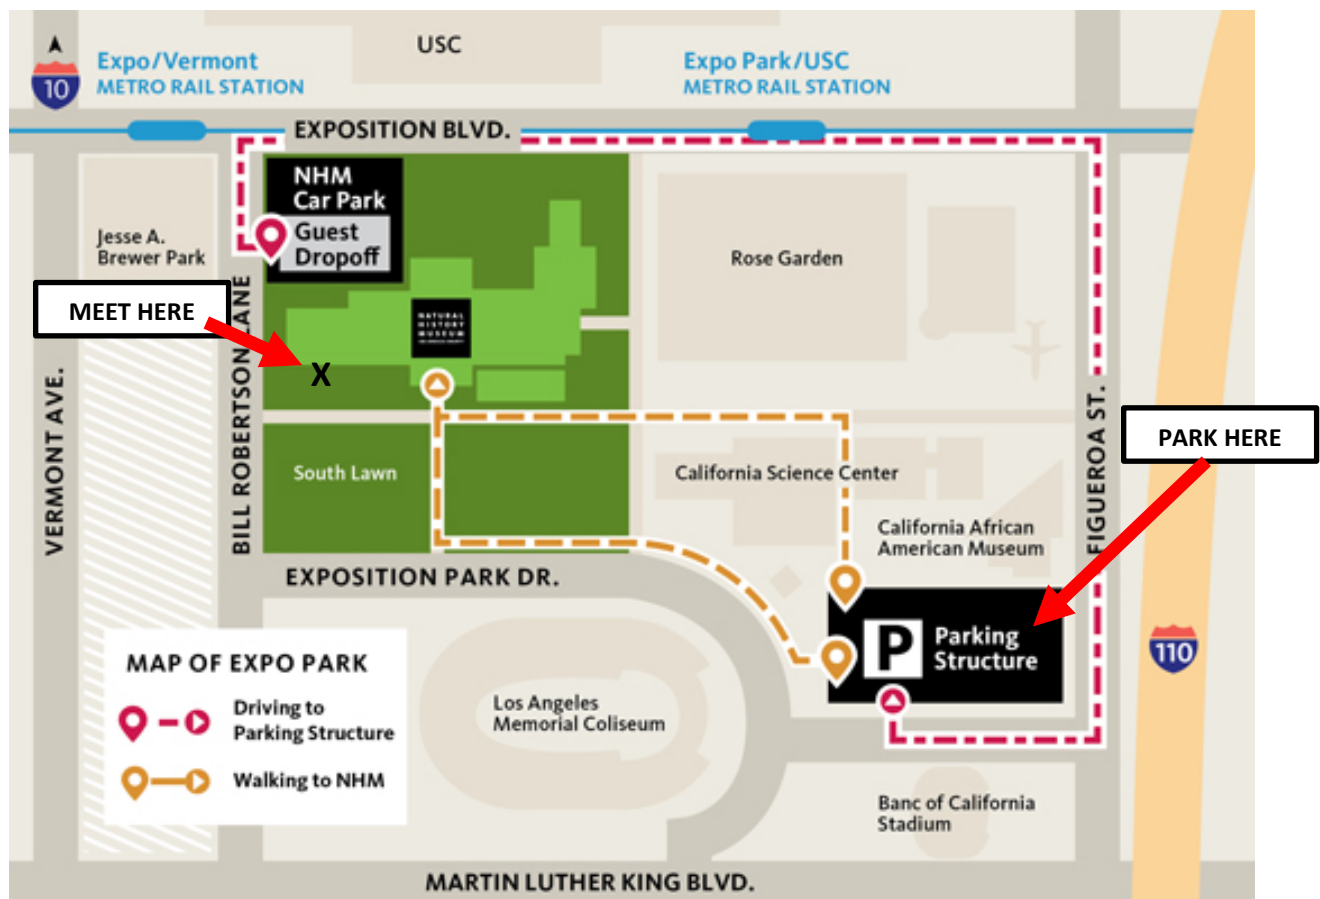 USC
10
Expo/Vermont
METRO RAIL STATION
Expo Park/USC
METRO RAIL STATION
EXPOSITION BLVD.
NHM
Car Park
Guest
Dropoff
Jesse A.
Brewer Park
Rose Garden
MEET HERE
NATURAL
HISTORY
MUSEUM
X
VERMONT AVE.
BILL ROBERTSON LANE
FIGUEROA ST.
PARK HERE
South Lawn
California Science Center
California African
American Museum
EXPOSITION PARK DR.
P
Parking
Structure
110
MAP OF EXPO PARK
Driving to
Parking Structure
Walking to NHM
Los Angeles
Memorial Coliseum
Banc of California
Stadium
MARTIN LUTHER KING BLVD.